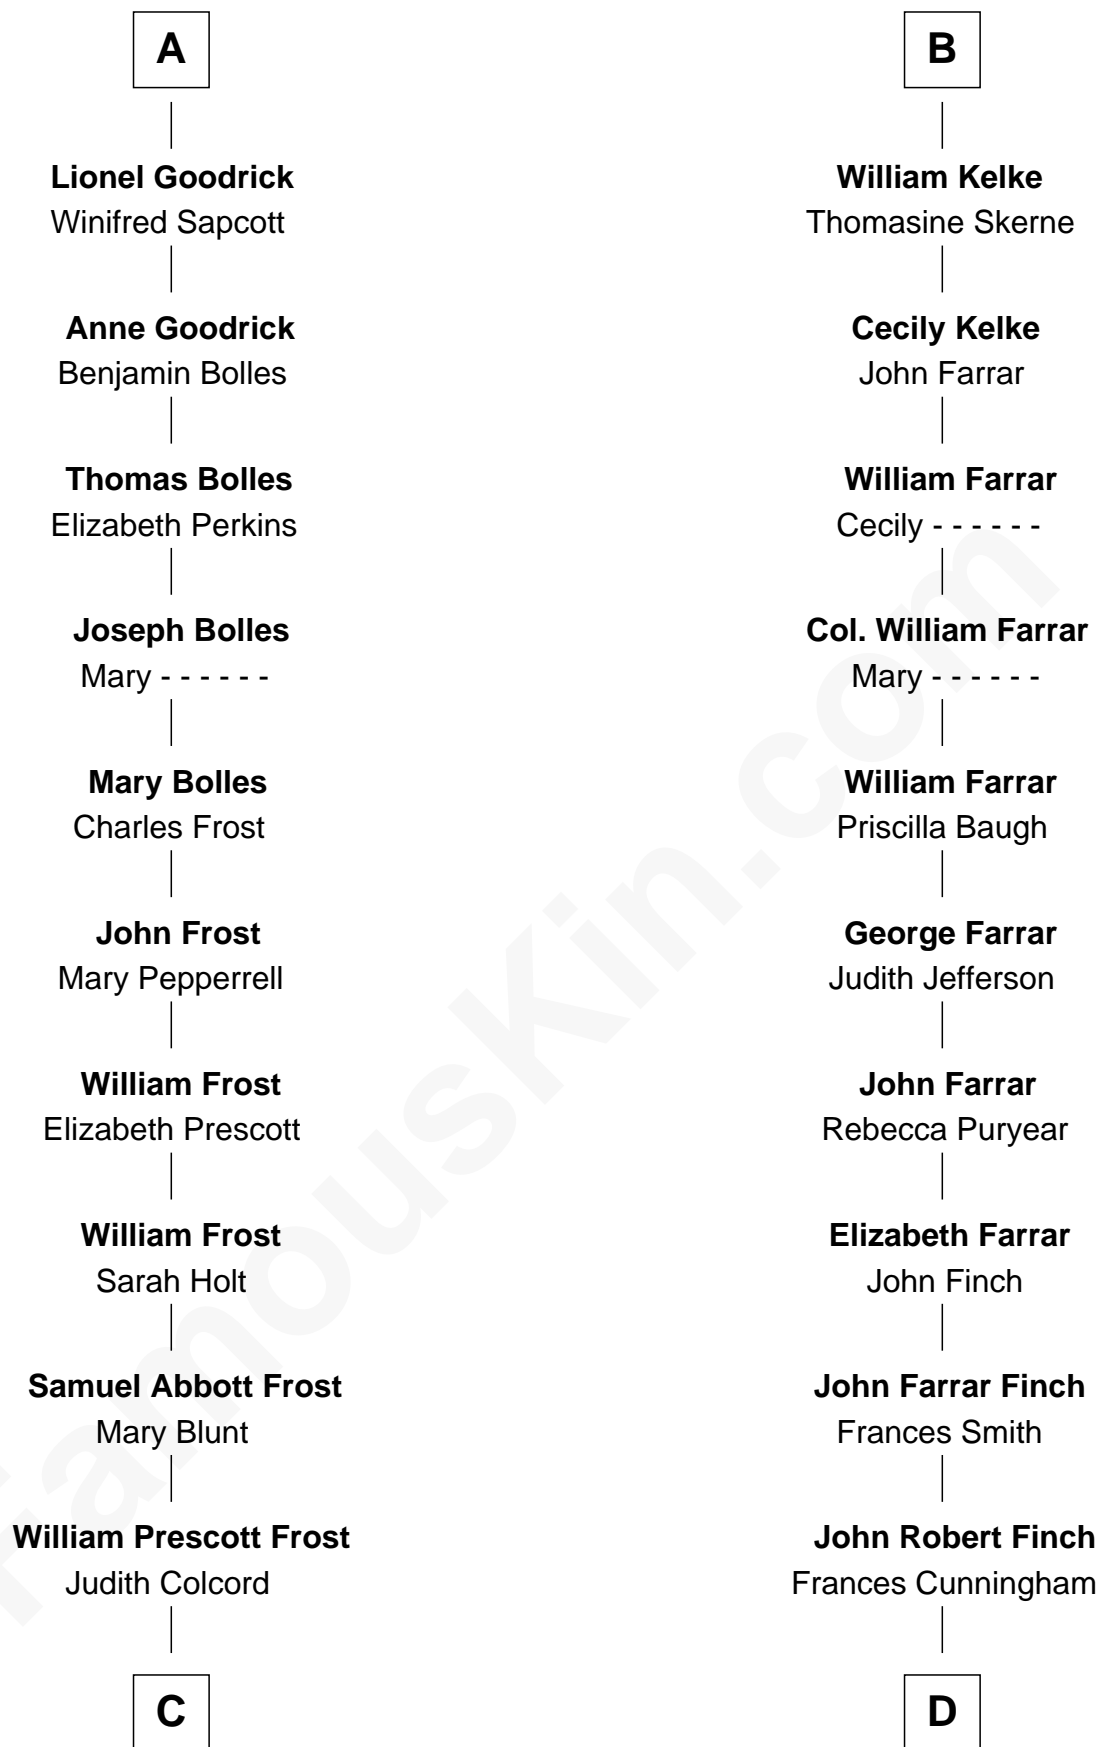 A
Lionel Goodrick
Winifred Sapcott
Anne Goodrick
Benjamin Bolles
Thomas Bolles
Elizabeth Perkins
Joseph Bolles
Mary - - - - - -
Mary Bolles
Charles Frost
John Frost
Mary Pepperrell
William Frost
Elizabeth Prescott
William Frost
Sarah Holt
Samuel Abbott Frost
Mary Blunt
William Prescott Frost
Judith Colcord
C
B
William Kelke
Thomasine Skerne
Cecily Kelke
John Farrar
William Farrar
Cecily - - - - - -
Col. William Farrar
Mary - - - - - -
William Farrar
Priscilla Baugh
George Farrar
Judith Jefferson
John Farrar
Rebecca Puryear
Elizabeth Farrar
John Finch
John Farrar Finch
Frances Smith
John Robert Finch
Frances Cunningham
D
FamousKin.com